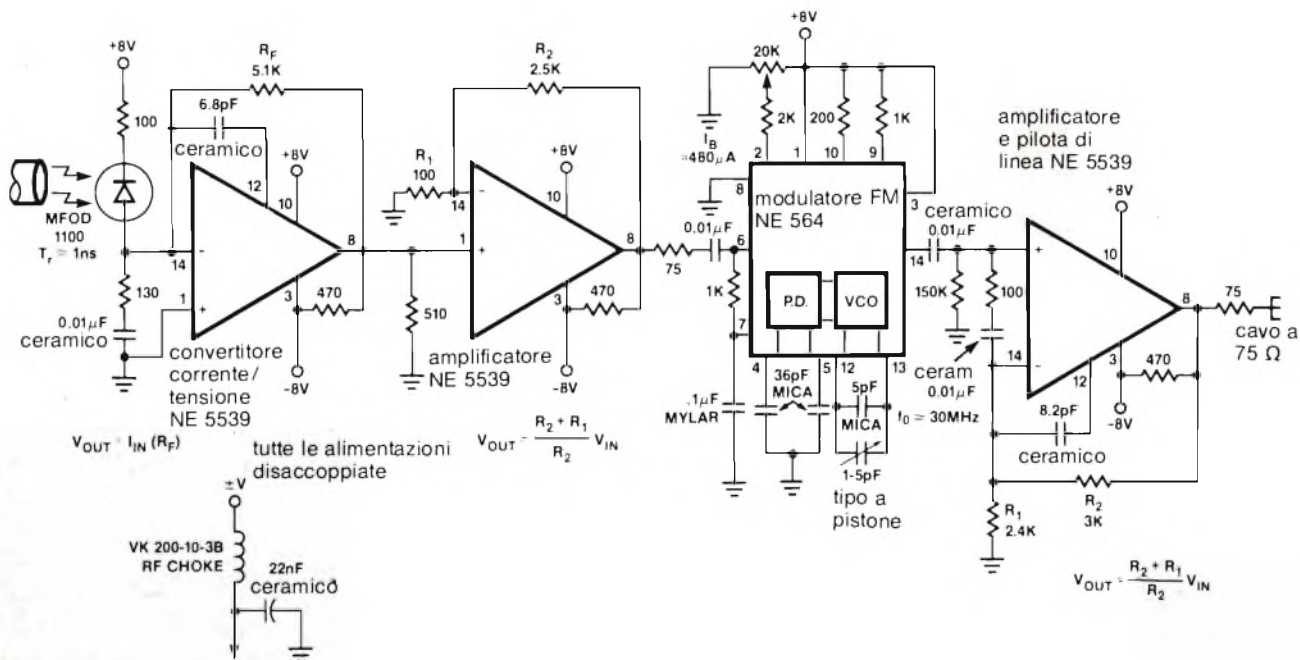 +8V
100
MFOD
1100
Tr = 1ns
130
0.01µF
ceramico
RF
5.1K
6.8pF
ceramico
+8V
12
10
8
14
−
1
+
3
470
-8V
convertitore
corrente/
tensione
NE 5539
VOUT = IIN (RF)
510
R1
100
R2
2.5K
+8V
10
14
−
1
+
8
3
470
-8V
amplificatore
NE 5539
VOUT = R2 + R1
R2
VIN
75
0.01µF
1K
.1µF
MYLAR
+8V
20K
2K
200
1K
IB
≈480µA
2
1
10
9
8
3
6
7
14
4
5
12
13
modulatore FM
NE 564
P.D.
VCO
36pF
MICA
5pF
MICA
1-5pF
tipo a
pistone
f0 = 30MHz
ceramico
0.01µF
150K
100
ceram
0.01µF
amplificatore
e pilota di
linea NE 5539
+8V
10
+
14
−
8
3
12
470
-8V
8.2pF
ceramico
R2
3K
R1
2.4K
75
cavo a
75 Ω
VOUT = R2 + R1
R2
VIN
tutte le alimentazioni
disaccoppiate
±V
VK 200-10-3B
RF CHOKE
22nF
ceramico